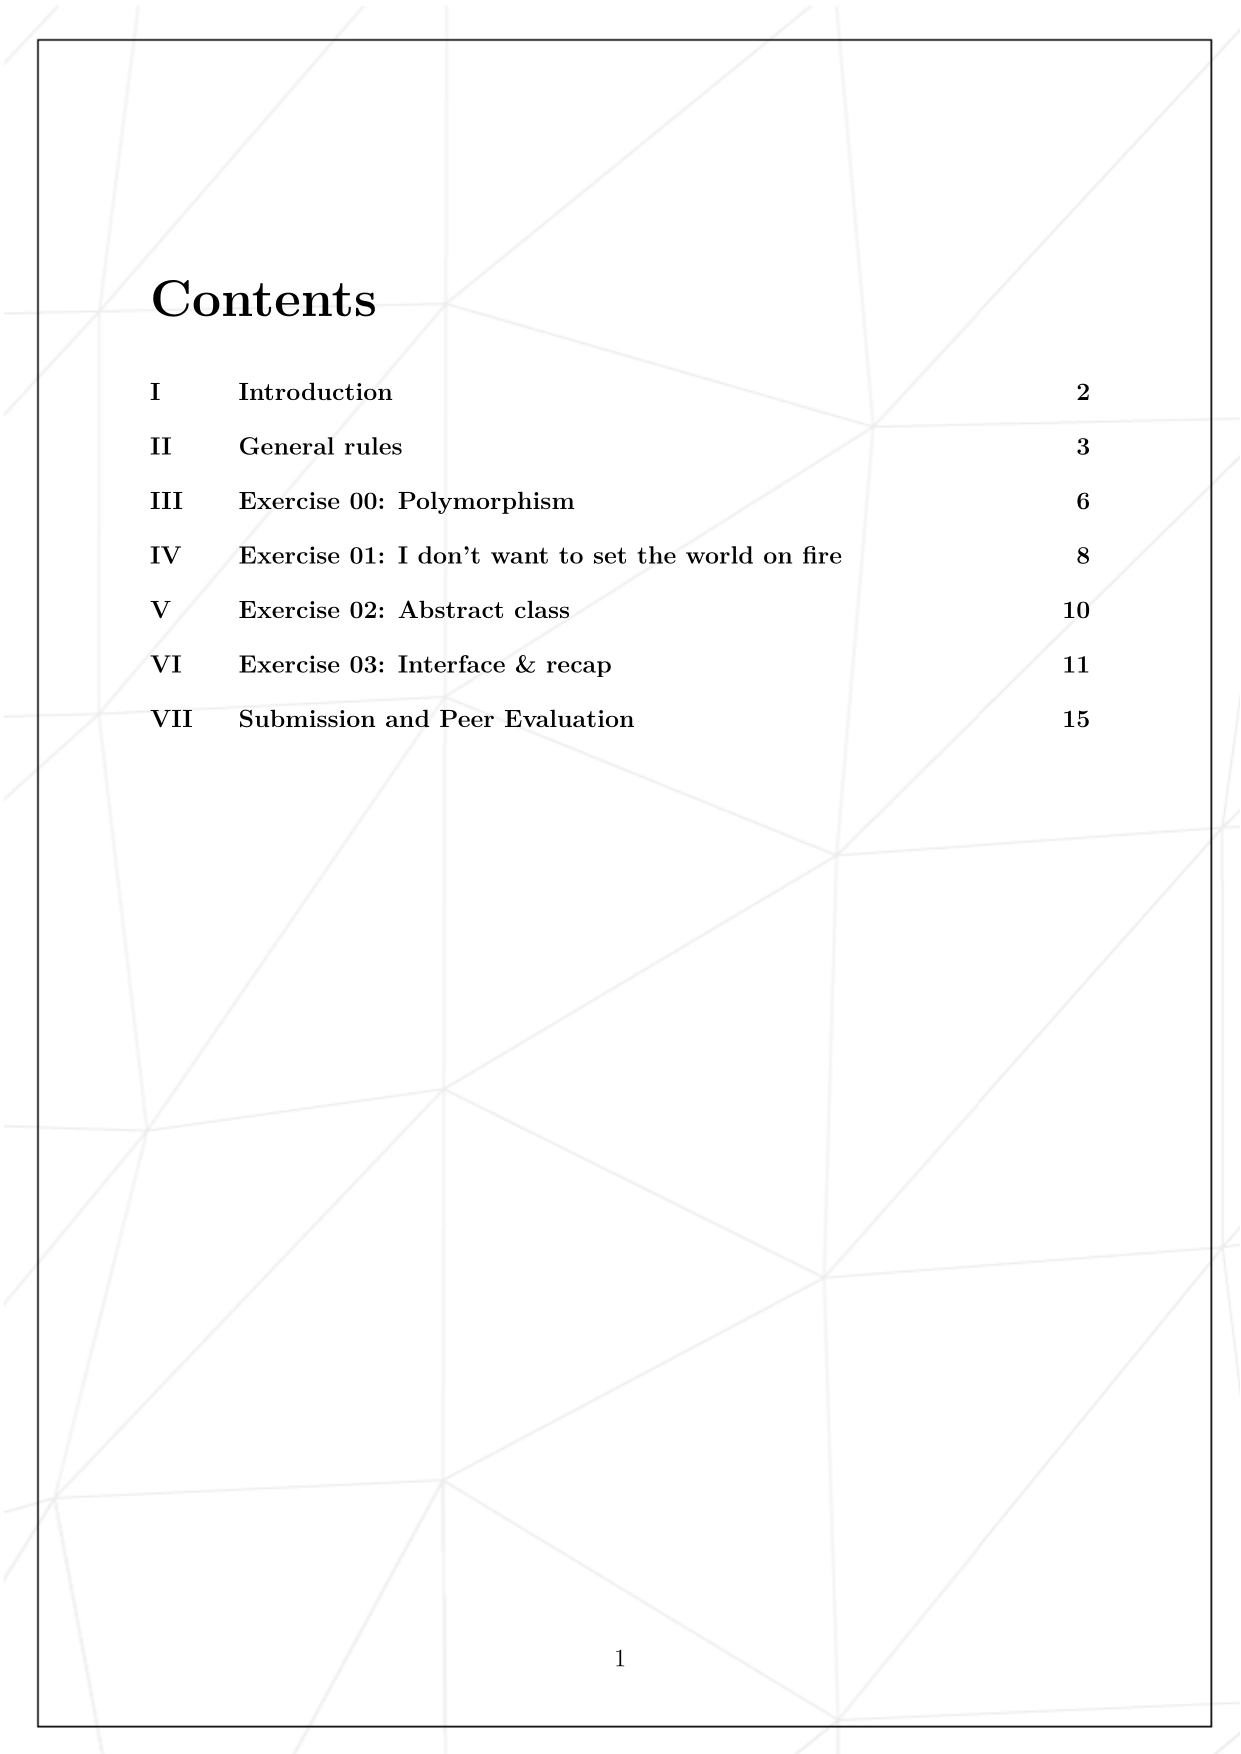 Contents
I Introduction 2
II General rules 3
III Exercise 00: Polymorphism 6
IV Exercise 01: I don't want to set the world on fire 8
V Exercise 02: Abstract class 10
VI Exercise 03: Interface & recap 11
VII Submission and Peer Evaluation 15
1